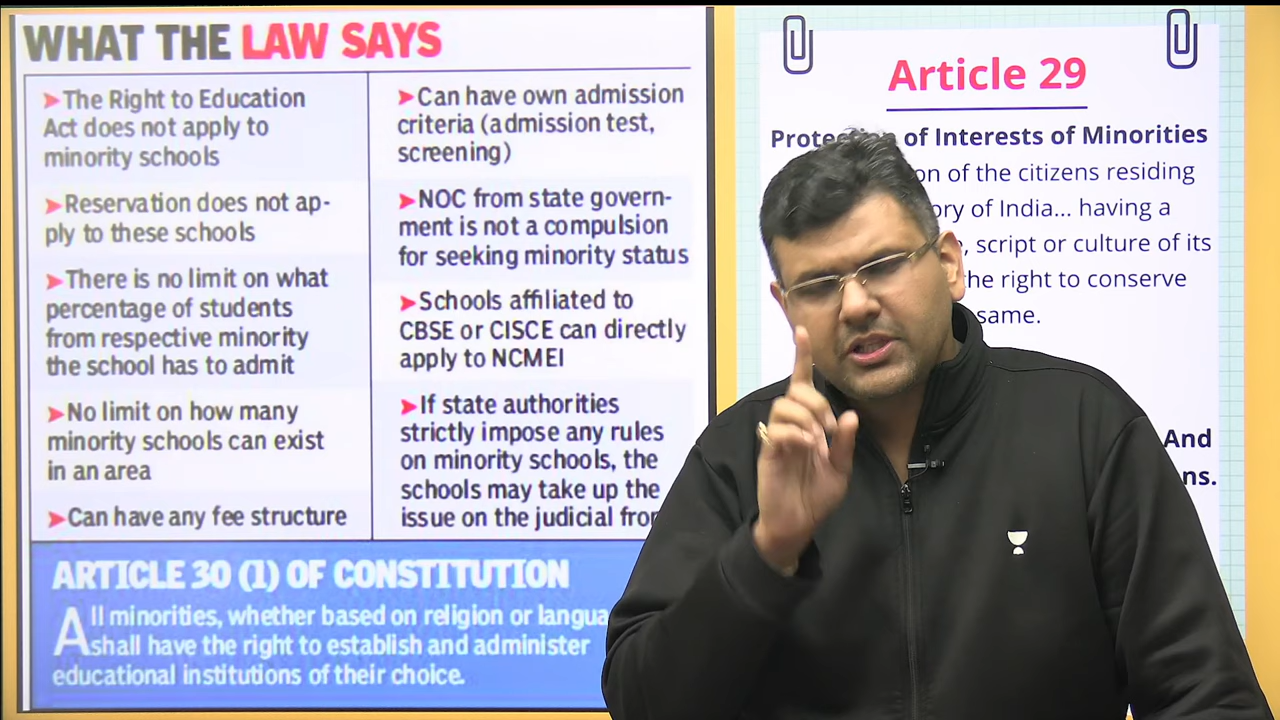 WHAT THE LAW SAYS
➤The Right to Education
Act does not apply to
minority schools
➤Reservation does not ap-
ply to these schools
➤There is no limit on what
percentage of students
from respective minority
the school has to admit
➤No limit on how many
minority schools can exist
in an area
➤Can have any fee structure
➤Can have own admission
criteria (admission test,
screening)
➤NOC from state govern-
ment is not a compulsion
for seeking minority status
➤Schools affiliated to
CBSE or CISCE can directly
apply to NCMEI
➤If state authorities
strictly impose any rules
on minority schools, the
schools may take up the
issue on the judicial
ARTICLE 30 (1) OF CONSTITUTION
All minorities, whether based on religion or
shall have the right to establish and administer
educational institutions of their choice.
Article 29
of Interests of Minorities
of the citizens residing
of India... having a
script or culture of its
the right to conserve
same.
And